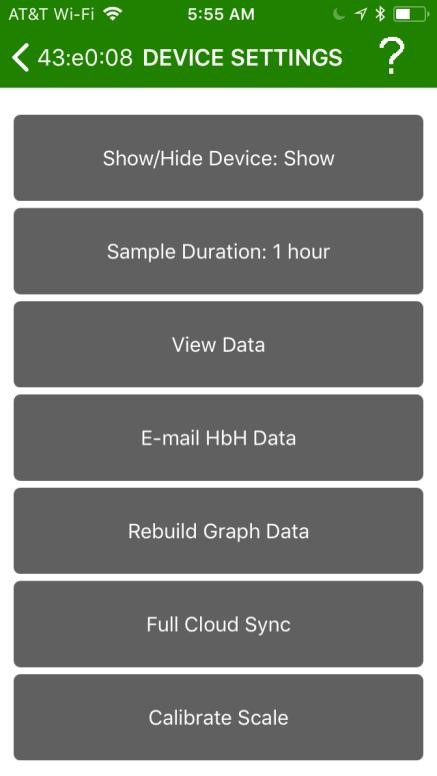 AT&T Wi-Fi 5:55 AM
43:e0:08 DEVICE SETTINGS ?
Show/Hide Device: Show
Sample Duration: 1 hour
View Data
E-mail HbH Data
Rebuild Graph Data
Full Cloud Sync
Calibrate Scale